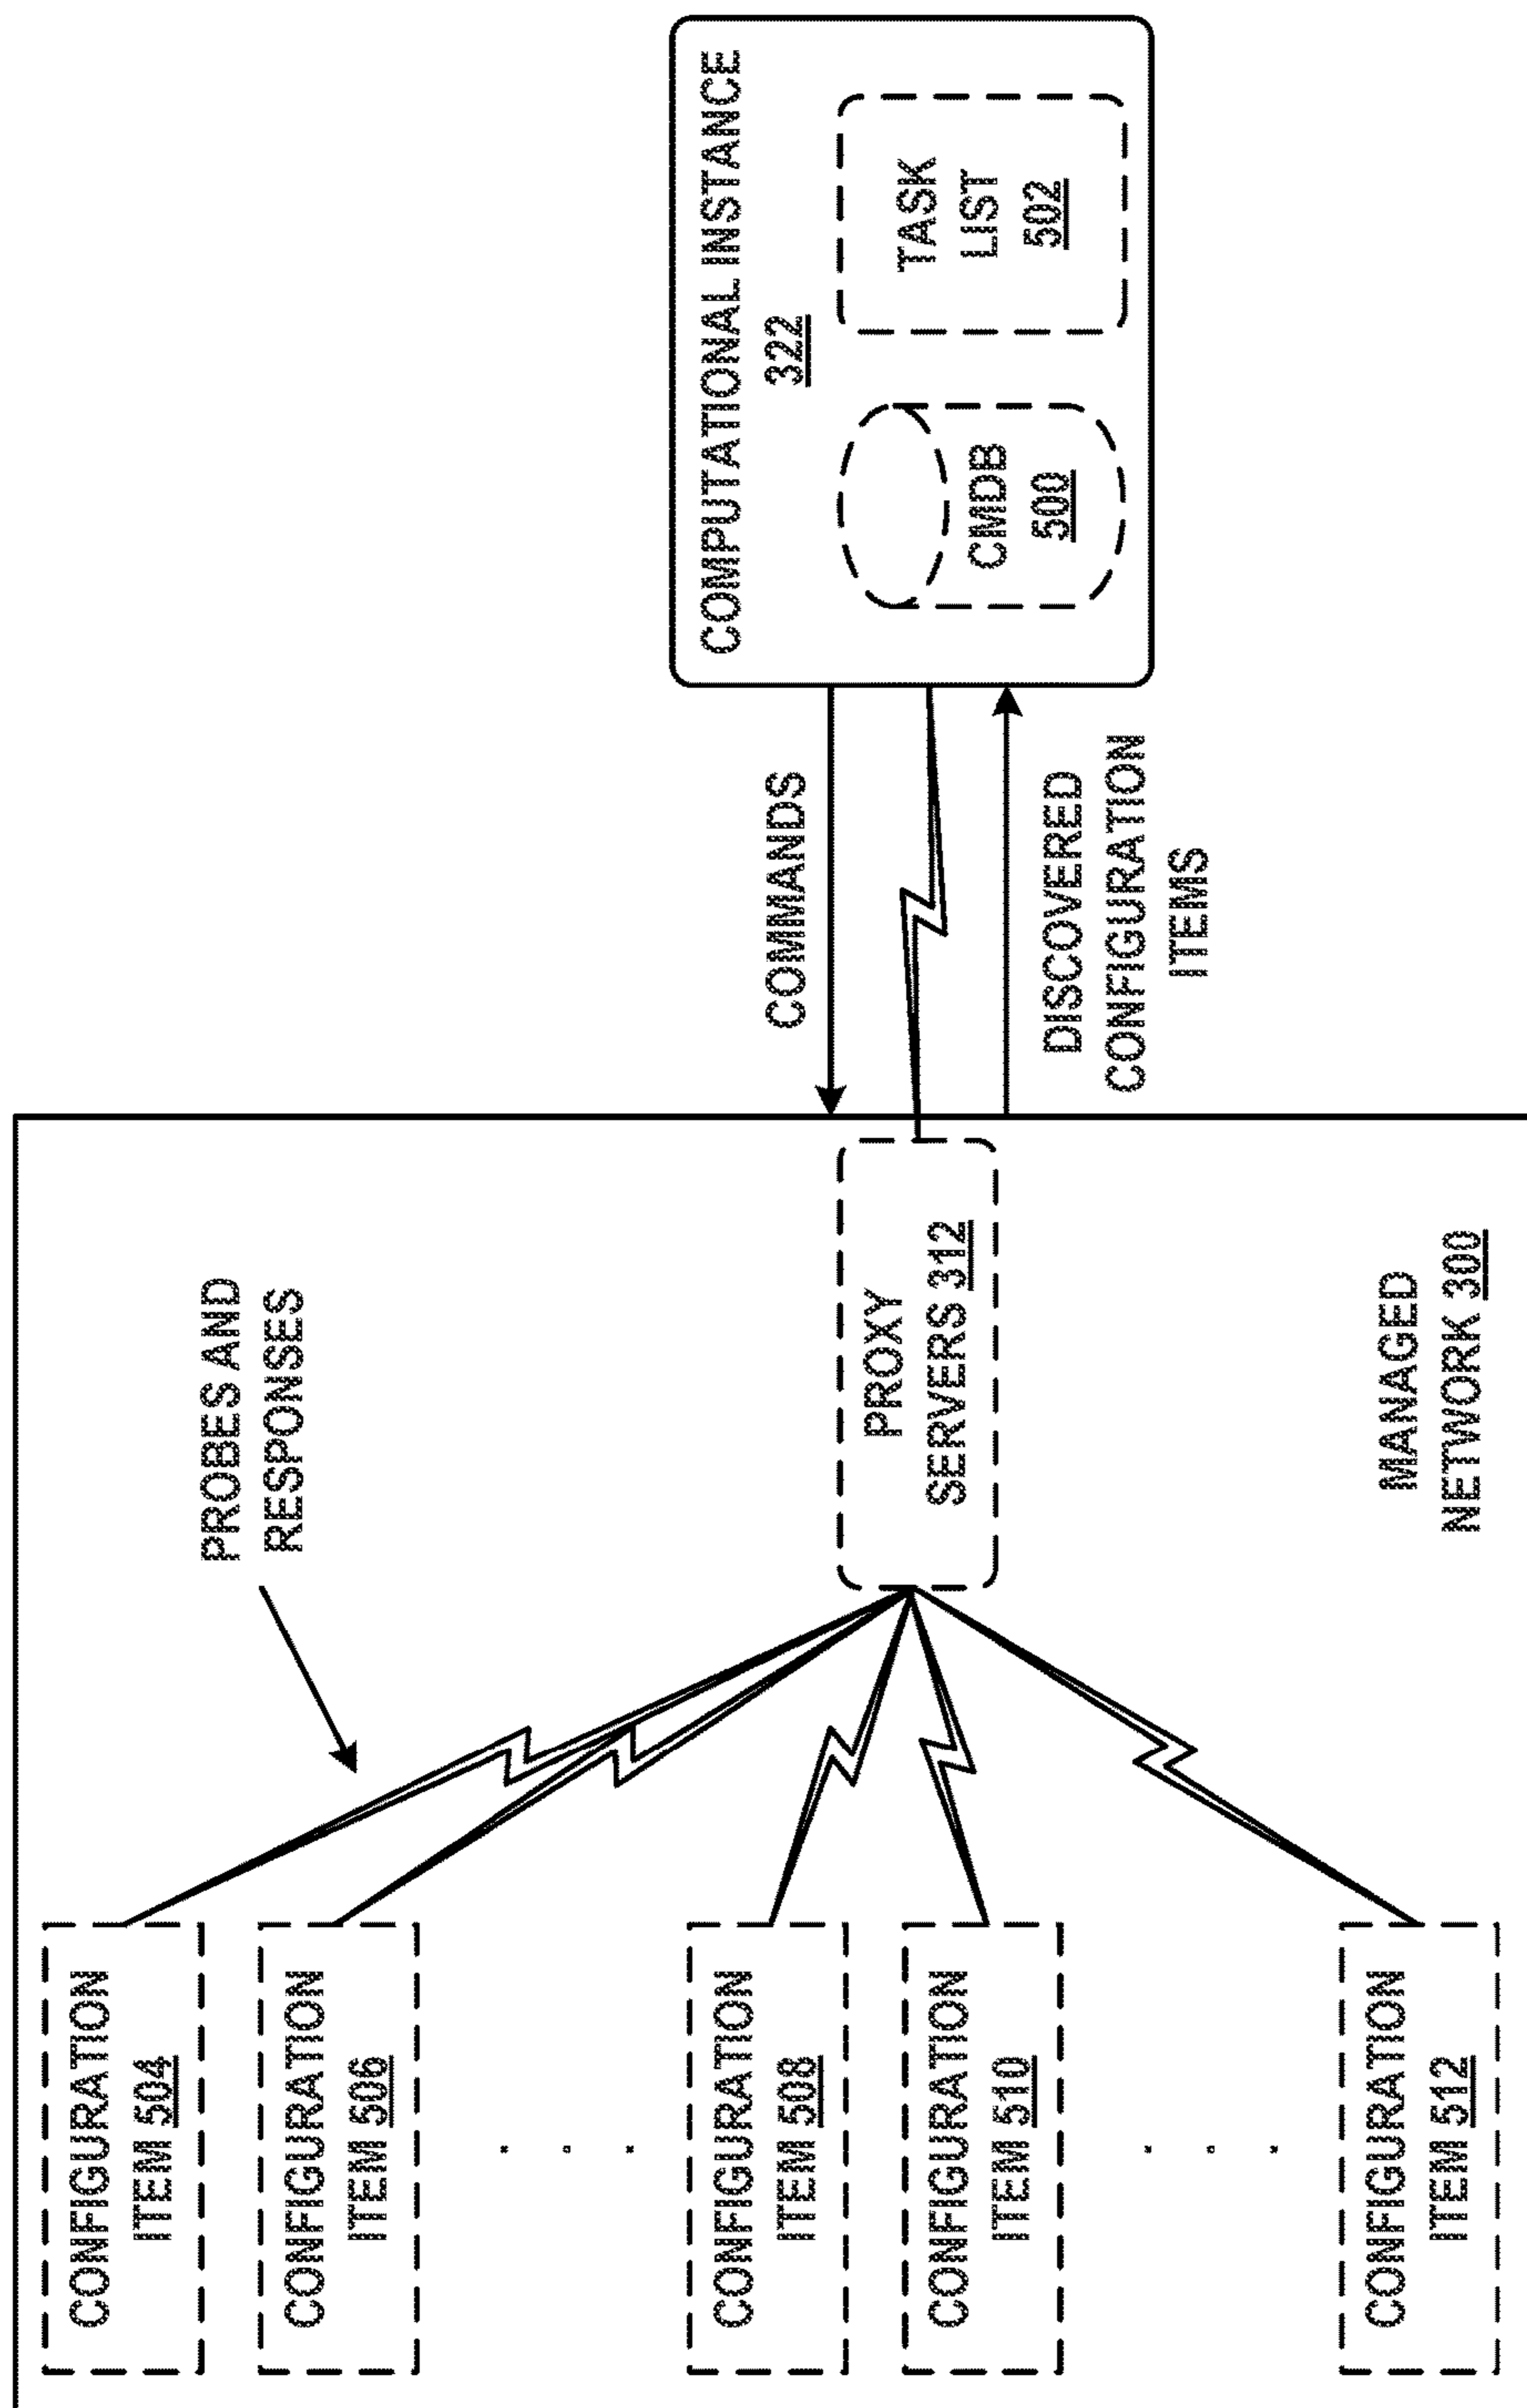 COMPUTATIONAL INSTANCE
322
CMDB
500
TASK
LIST
502
COMMANDS
DISCOVERED
CONFIGURATION
ITEMS
PROBES AND
RESPONSES
PROXY
SERVERS 312
MANAGED
NETWORK 300
CONFIGURATION
ITEM 504
CONFIGURATION
ITEM 506
CONFIGURATION
ITEM 508
CONFIGURATION
ITEM 510
CONFIGURATION
ITEM 512